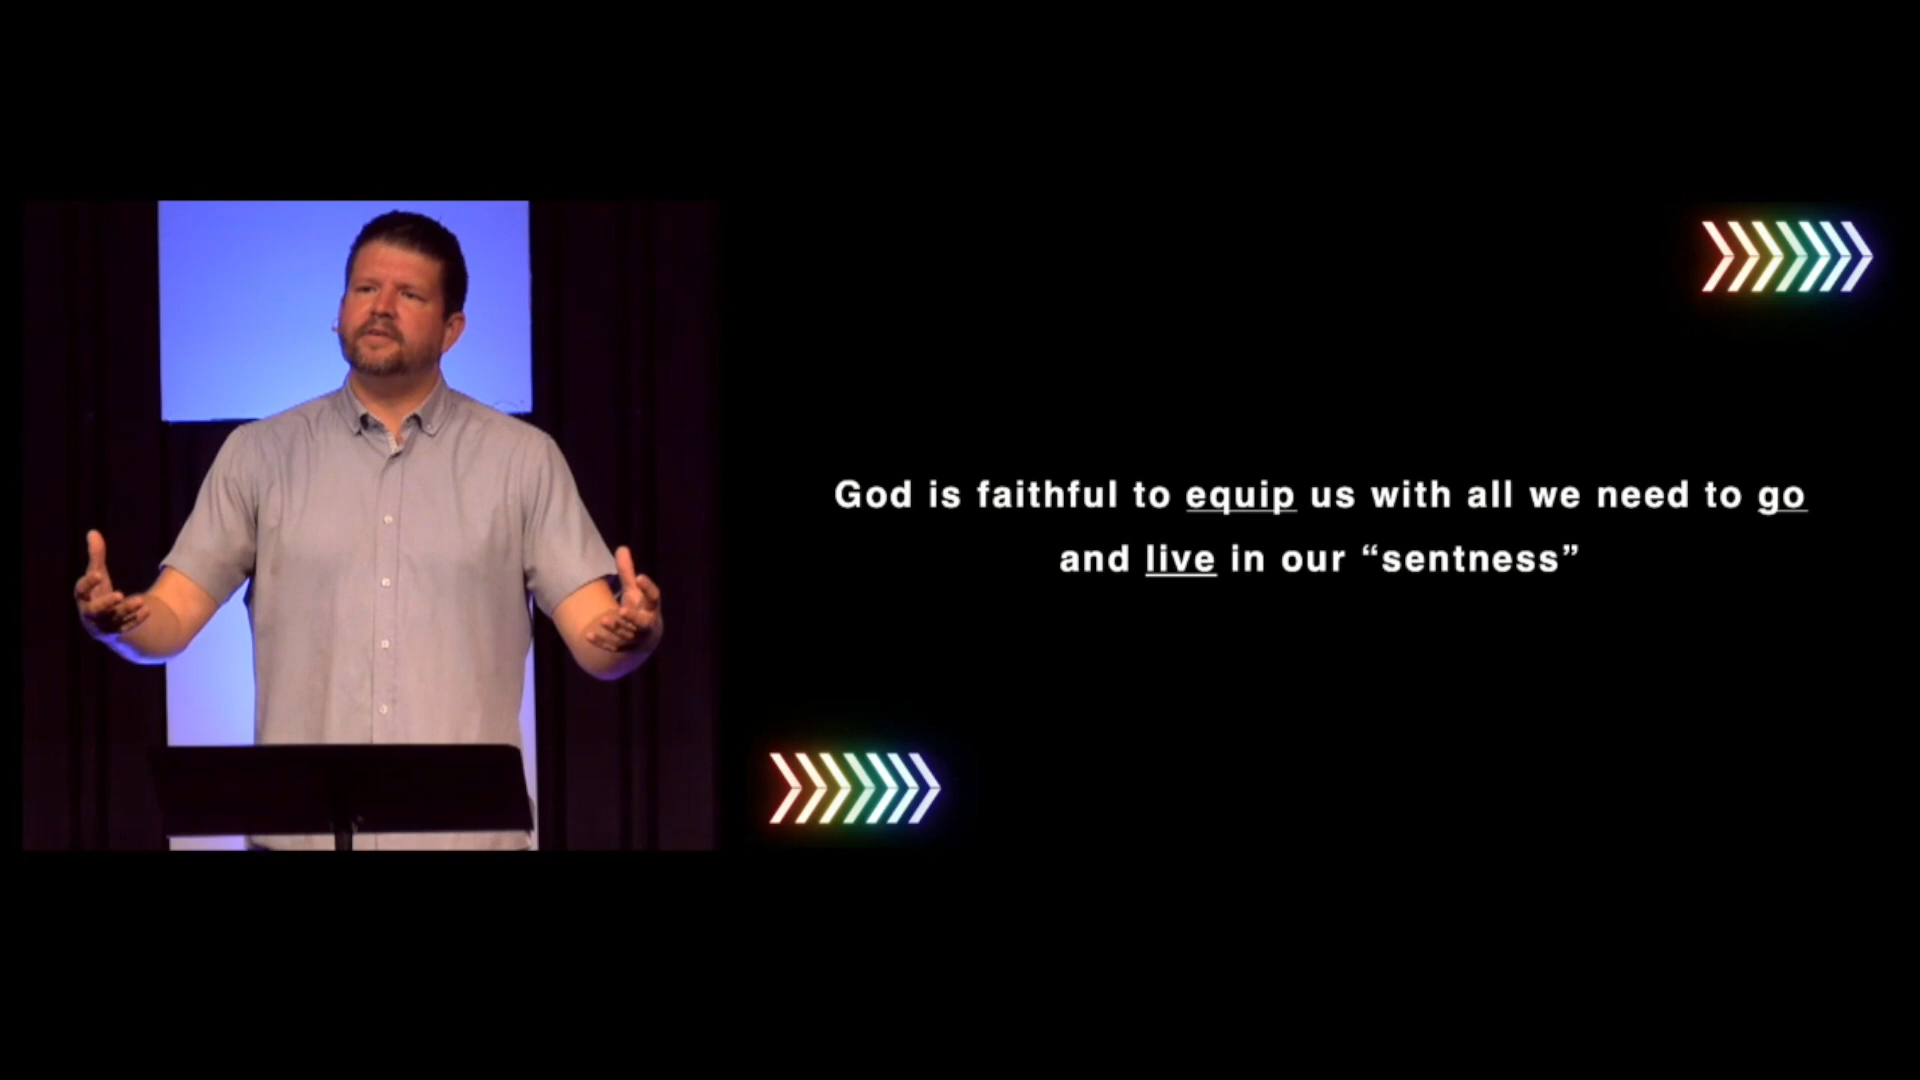 God is faithful to equip us with all we need to go
and live in our “sentness”